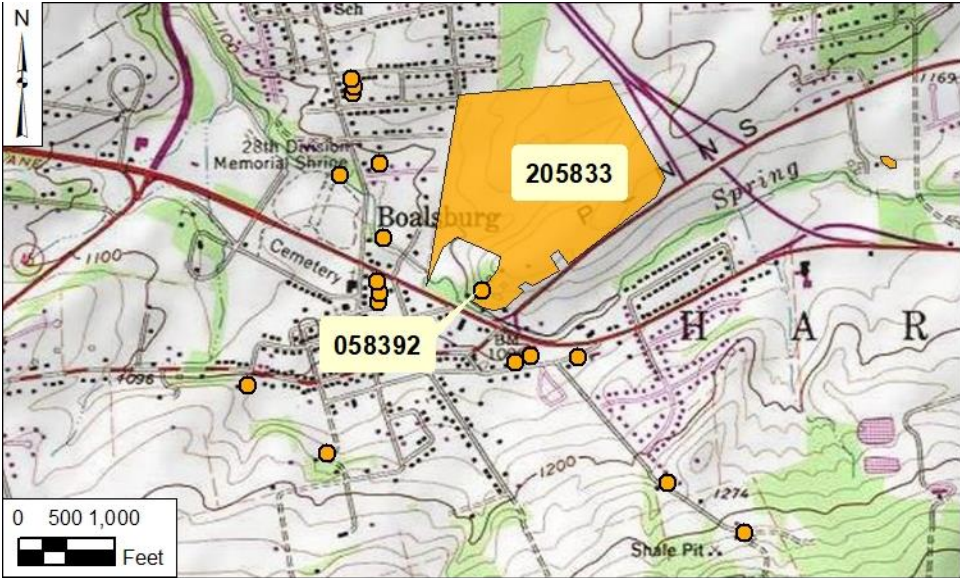 N
Sch
1100
1169
28th Division
Memorial Shrine
205833
P E N N S
Spring
Boalsburg
1100
Cemetery
058392
H A R
BM
1096
1200
1274
Shale Pit
0 500 1,000
Feet